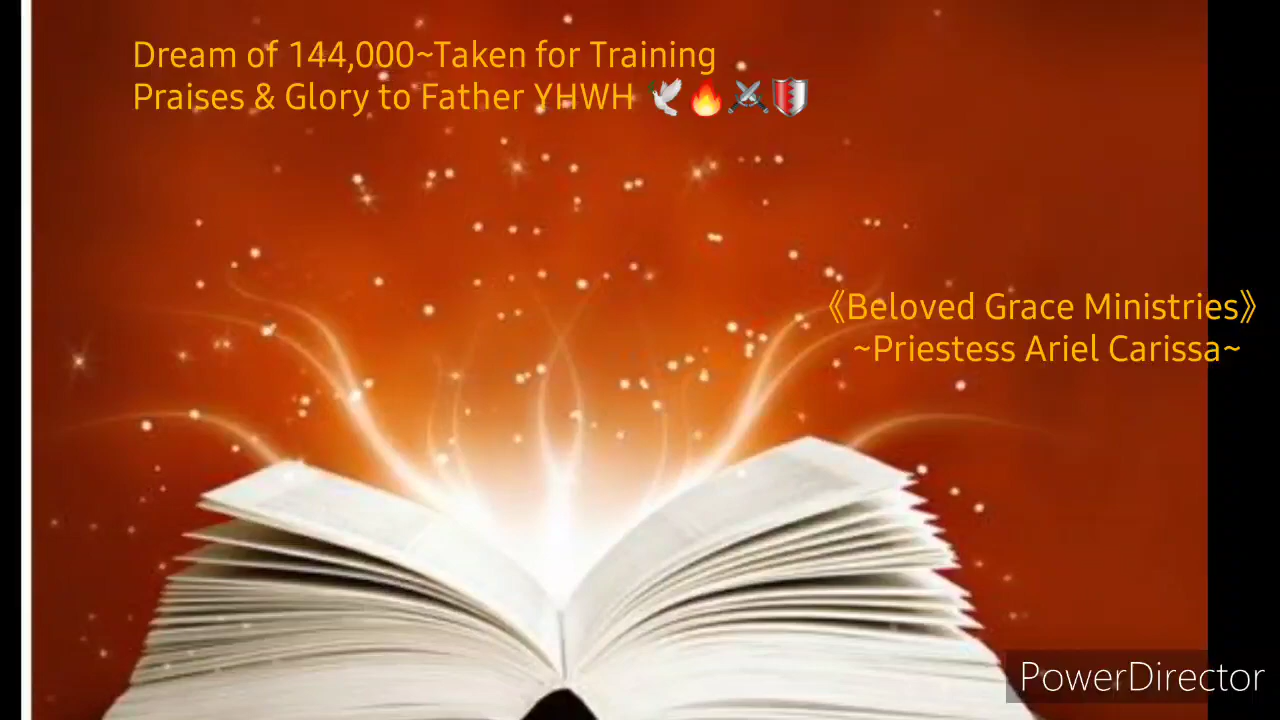 Dream of 144,000~Taken for Training
Praises & Glory to Father YHWH 🕊🔥⚔🛡
《Beloved Grace Ministries》
~Priestess Ariel Carissa~
PowerDirector